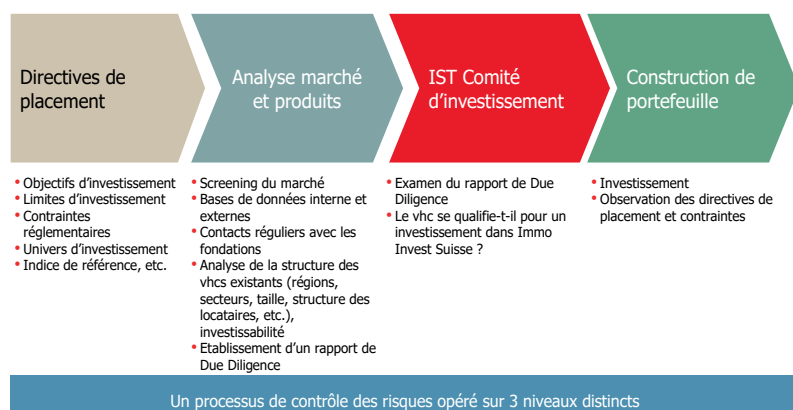 Directives de
placement
Analyse marché
et produits
IST Comité
d’investissement
Construction de
portefeuille
• Objectifs d’investissement
• Limites d’investissement
• Contraintes
réglementaires
• Univers d’investissement
• Indice de référence, etc.
• Screening du marché
• Bases de données interne et
externes
• Contacts réguliers avec les
fondations
• Analyse de la structure des
vhcs existants (régions,
secteurs, taille, structure des
locataires, etc.),
investissabilité
• Etablissement d’un rapport de
Due Diligence
• Examen du rapport de Due
Diligence
• Le vhc se qualifie-t-il pour un
investissement dans Immo
Invest Suisse ?
• Investissement
• Observation des directives de
placement et contraintes
Un processus de contrôle des risques opéré sur 3 niveaux distincts